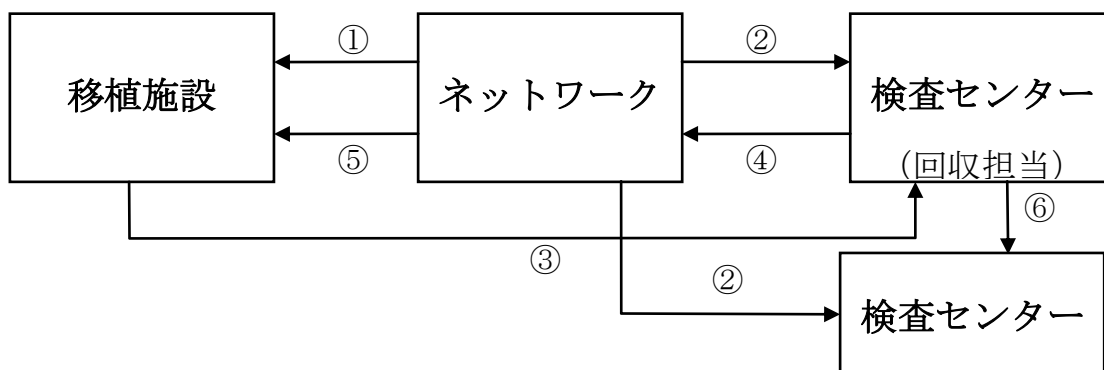 ① ②
移植施設 ネットワーク 検査センター
⑤ ④
(回収担当)
⑥
③
②
検査センター